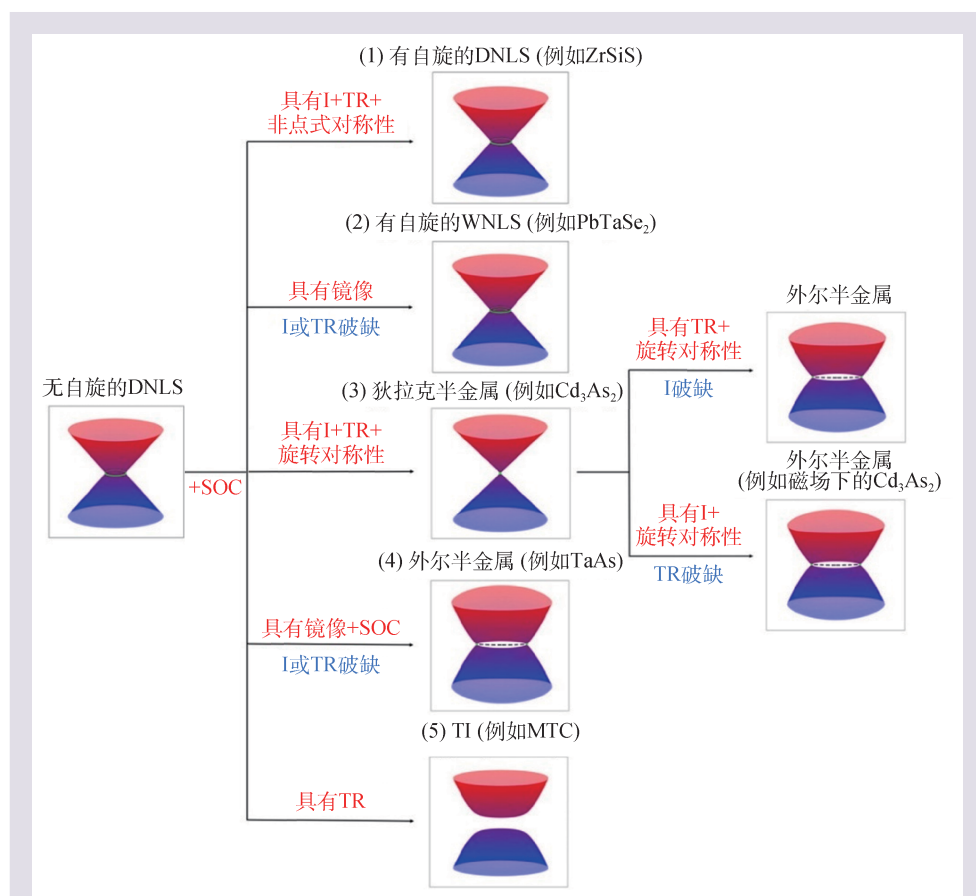 (1) 有自旋的DNLS (例如ZrSiS)
具有I+TR+
非点式对称性
(2) 有自旋的WNLS (例如PbTaSe₂)
具有镜像
I或TR破缺
外尔半金属
具有TR+
旋转对称性
I破缺
无自旋的DNLS
+SOC
(3) 狄拉克半金属 (例如Cd₃As₂)
具有I+TR+
旋转对称性
外尔半金属
(例如磁场下的Cd₃As₂)
具有I+
旋转对称性
TR破缺
(4) 外尔半金属 (例如TaAs)
具有镜像+SOC
I或TR破缺
(5) TI (例如MTC)
具有TR